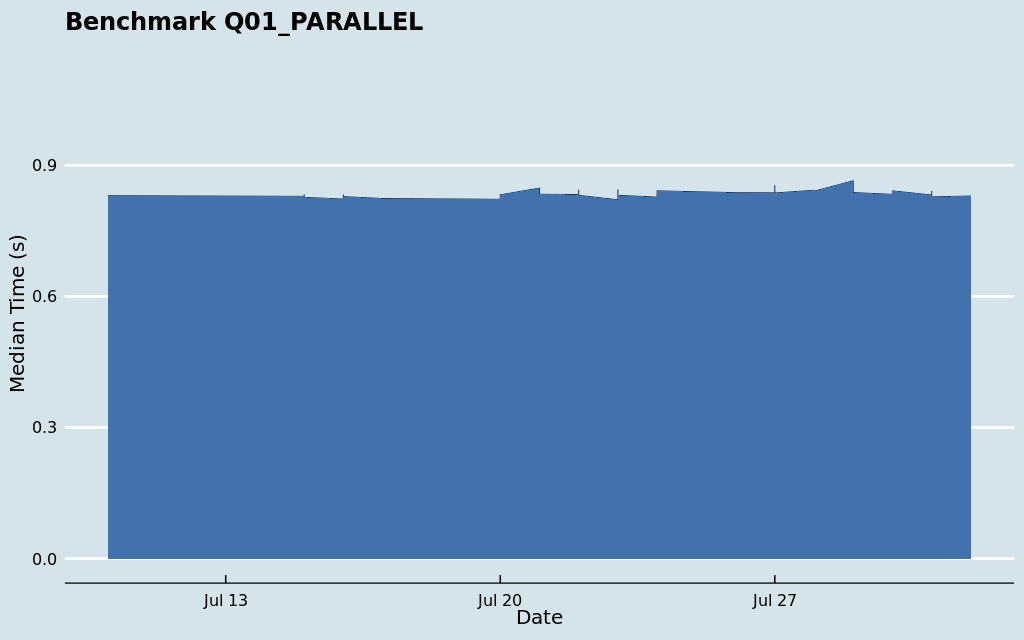 Benchmark Q01_PARALLEL
0.9
0.6
0.3
0.0
Median Time (s)
Jul 13
Jul 20
Jul 27
Date